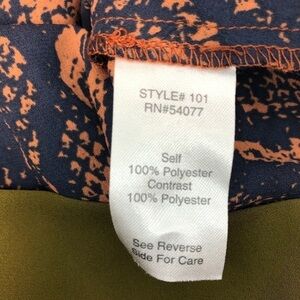 STYLE# 101
RN#54077
Self
100% Polyester
Contrast
100% Polyester
See Reverse
Side For Care